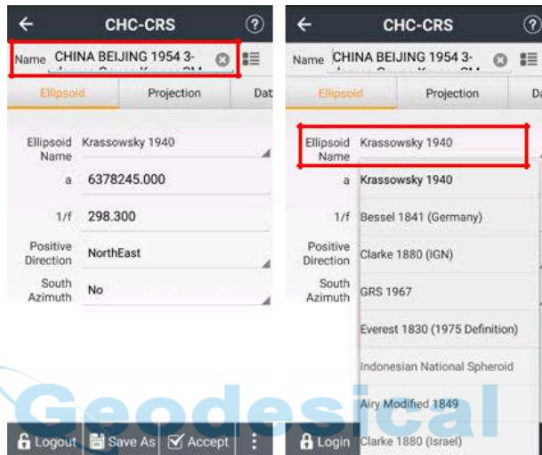 CHC-CRS
Name CHINA BEIJING 1954 3-
Ellipsoid Projection Dat
Ellipsoid Name Krassowsky 1940
a 6378245.000
1/f 298.300
Positive Direction NorthEast
South Azimuth No
Logout Save As Accept
CHC-CRS
Name CHINA BEIJING 1954 3-
Ellipsoid Projection Da
Ellipsoid Name Krassowsky 1940
a Krassowsky 1940
1/f Bessel 1841 (Germany)
Positive Direction Clarke 1880 (IGN)
South Azimuth GRS 1967
Everest 1830 (1975 Definition)
Indonesian National Spheroid
Airy Modified 1849
Login Clarke 1880 (Israel)
Geodesical